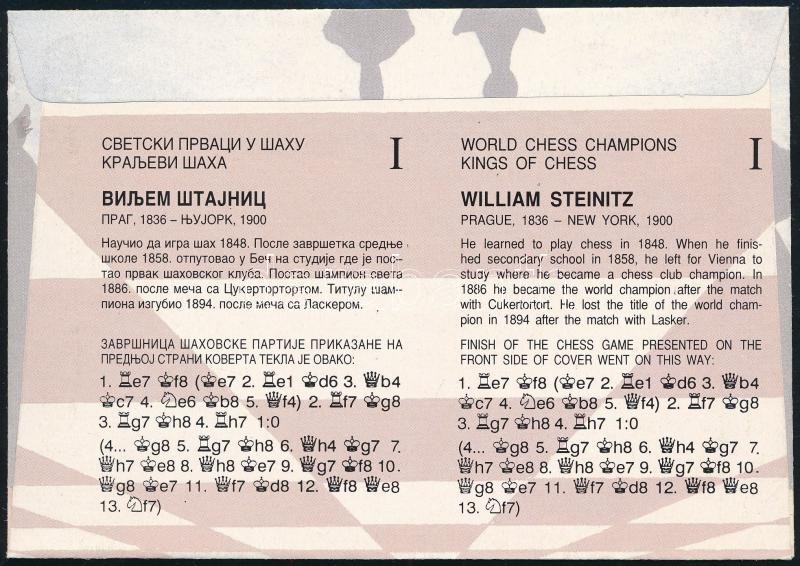 СВЕТСКИ ПРВАЦИ У ШАХУ
КРАЉЕВИ ШАХА
I
ВИЉЕМ ШТАЈНИЦ
ПРАГ, 1836 – ЊУЈОРК, 1900
Научио да игра шах 1848. После завршетка средње
школе 1858. отпутовао у Беч на студије где је пос-
тао првак шаховског клуба. Постао шампион света
1886. после меча са Цукертортортом. Титулу шам-
пиона изгубио 1894. после меча са Ласкером.
ЗАВРШНИЦА ШАХОВСКЕ ПАРТИЈЕ ПРИКАЗАНЕ НА
ПРЕДЊОЈ СТРАНИ КОВЕРТА ТЕКЛА ЈЕ ОВАКО:
1. ♖e7 ♔f8 (♔e7 2. ♖e1 ♔d6 3. ♕b4
♔c7 4. ♘e6 ♔b8 5. ♕f4) 2. ♖f7 ♔g8
3. ♖g7 ♔h8 4. ♖h7 1:0
(4... ♔g8 5. ♖g7 ♔h8 6. ♕h4 ♔g7 7.
♕h7 ♔e8 8. ♕h8 ♔e7 9. ♕g7 ♔f8 10.
♕g8 ♔e7 11. ♕f7 ♔d8 12. ♕f8 ♕e8
13. ♘f7)
WORLD CHESS CHAMPIONS
KINGS OF CHESS
I
WILLIAM STEINITZ
PRAGUE, 1836 – NEW YORK, 1900
He learned to play chess in 1848. When he finis-
hed secondary school in 1858, he left for Vienna to
study where he became a chess club champion. In
1886 he became the world champion after the match
with Cukertortort. He lost the title of the world cham-
pion in 1894 after the match with Lasker.
FINISH OF THE CHESS GAME PRESENTED ON THE
FRONT SIDE OF COVER WENT ON THIS WAY:
1. ♖e7 ♔f8 (♔e7 2. ♖e1 ♔d6 3. ♕b4
♔c7 4. ♘e6 ♔b8 5. ♕f4) 2. ♖f7 ♔g8
3. ♖g7 ♔h8 4. ♖h7 1:0
(4... ♔g8 5. ♖g7 ♔h8 6. ♕h4 ♔g7 7.
♕h7 ♔e8 8. ♕h8 ♔e7 9. ♕g7 ♔f8 10.
♕g8 ♔e7 11. ♕f7 ♔d8 12. ♕f8 ♕e8
13. ♘f7)